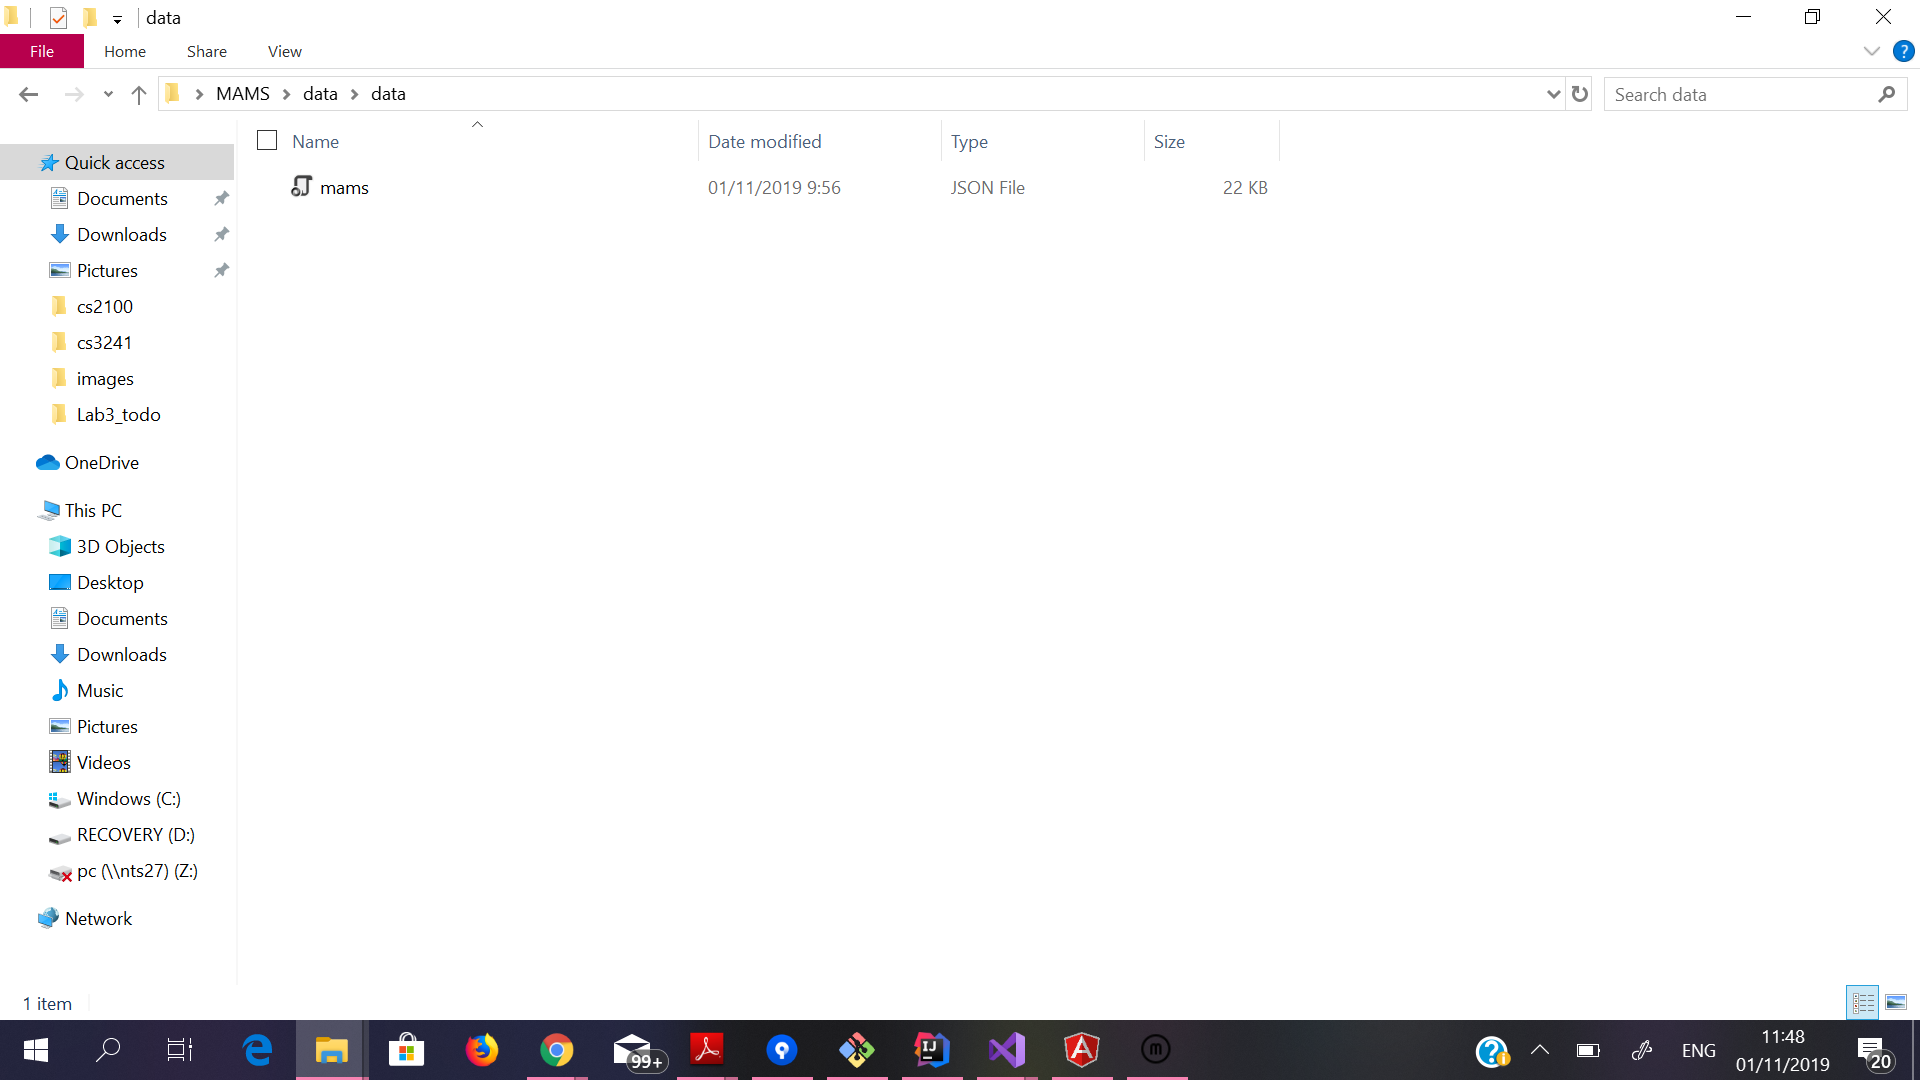 data
File Home Share View
MAMS data data
Search data
Name Date modified Type Size
mams 01/11/2019 9:56 JSON File 22 KB
Quick access
Documents
Downloads
Pictures
cs2100
cs3241
images
Lab3_todo
OneDrive
This PC
3D Objects
Desktop
Documents
Downloads
Music
Pictures
Videos
Windows (C:)
RECOVERY (D:)
pc (\\nts27) (Z:)
Network
1 item
99+
IJ
m
ENG
11:48
01/11/2019
20